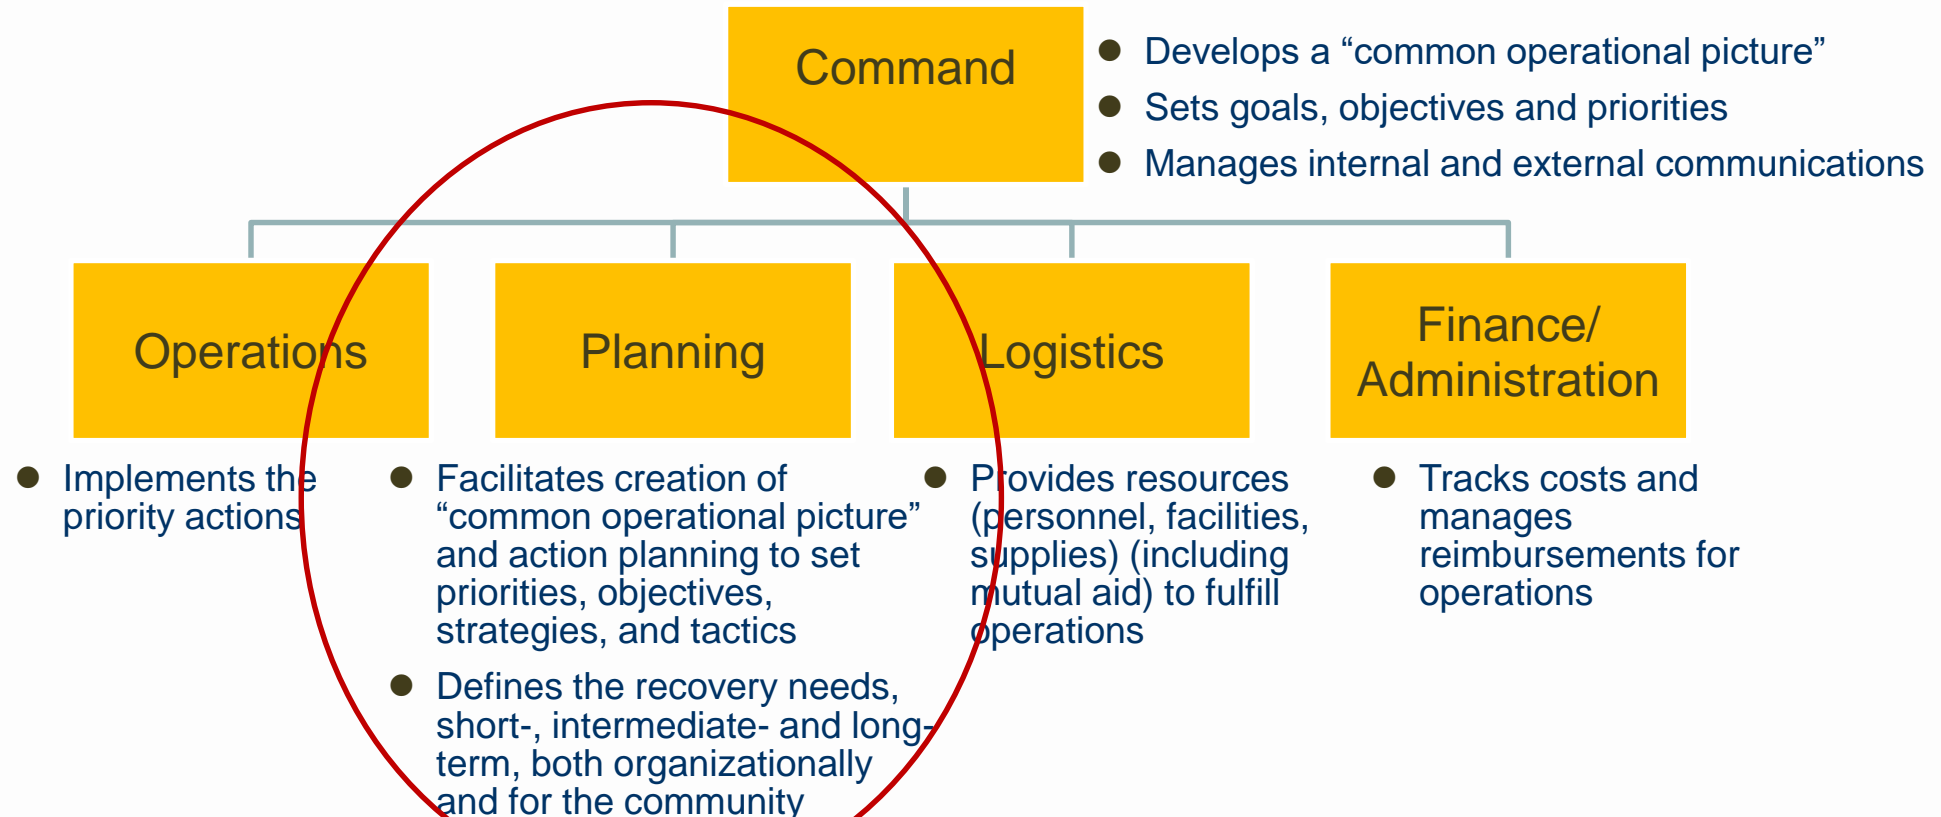 Command
Develops a “common operational picture”
Sets goals, objectives and priorities
Manages internal and external communications
Operations
Implements the
priority actions
Planning
Facilitates creation of
“common operational picture”
and action planning to set
priorities, objectives,
strategies, and tactics
Defines the recovery needs,
short-, intermediate- and long-
term, both organizationally
and for the community
Logistics
Provides resources
(personnel, facilities,
supplies) (including
mutual aid) to fulfill
operations
Finance/
Administration
Tracks costs and
manages
reimbursements for
operations